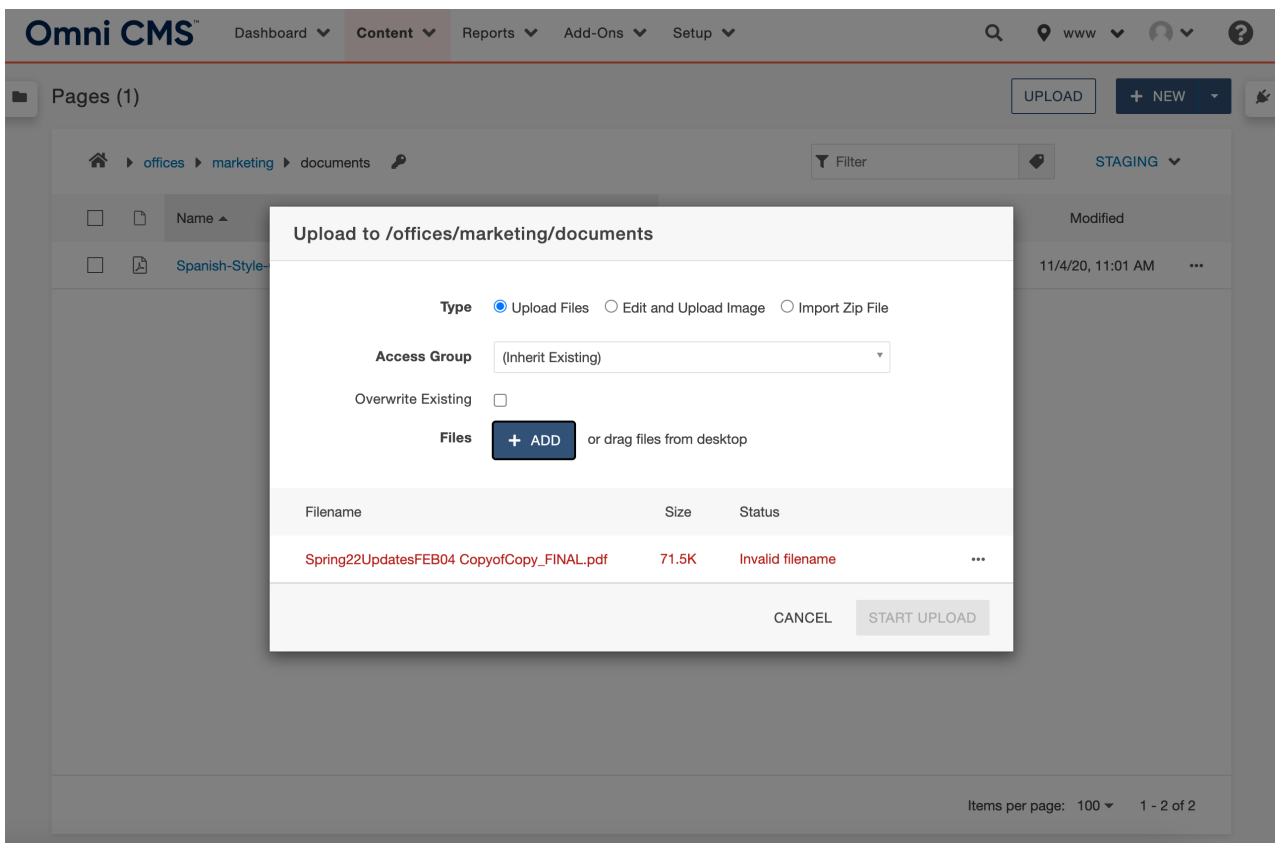 Omni CMS™ Dashboard Content Reports Add-Ons Setup www
Pages (1) UPLOAD + NEW
offices marketing documents Filter STAGING
Name Modified
Spanish-Style- 11/4/20, 11:01 AM ...
Upload to /offices/marketing/documents
Type Upload Files Edit and Upload Image Import Zip File
Access Group (Inherit Existing)
Overwrite Existing
Files + ADD or drag files from desktop
Filename Size Status
Spring22UpdatesFEB04 CopyofCopy_FINAL.pdf 71.5K Invalid filename ...
CANCEL START UPLOAD
Items per page: 100 1 - 2 of 2